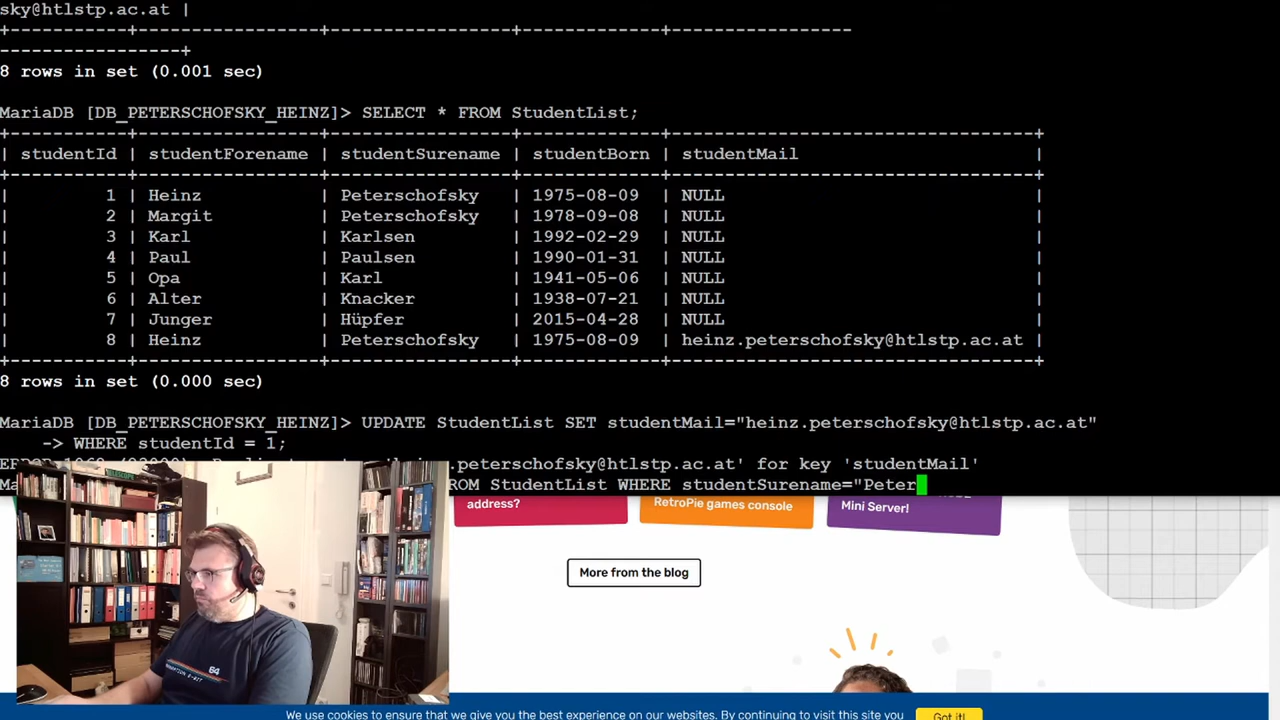 sky@htlstp.ac.at |
+-----------+-----------------+-----------------+-------------+-----------------
-----------------+
8 rows in set (0.001 sec)
MariaDB [DB_PETERSCHOFSKY_HEINZ]> SELECT * FROM StudentList;
+-----------+-----------------+-----------------+-------------+----------------------------------+
| studentId | studentForename | studentSurename | studentBorn | studentMail |
+-----------+-----------------+-----------------+-------------+----------------------------------+
| 1 | Heinz | Peterschofsky | 1975-08-09 | NULL |
| 2 | Margit | Peterschofsky | 1978-09-08 | NULL |
| 3 | Karl | Karlsen | 1992-02-29 | NULL |
| 4 | Paul | Paulsen | 1990-01-31 | NULL |
| 5 | Opa | Karl | 1941-05-06 | NULL |
| 6 | Alter | Knacker | 1938-07-21 | NULL |
| 7 | Junger | Hüpfer | 2015-04-28 | NULL |
| 8 | Heinz | Peterschofsky | 1975-08-09 | heinz.peterschofsky@htlstp.ac.at |
+-----------+-----------------+-----------------+-------------+----------------------------------+
8 rows in set (0.000 sec)
MariaDB [DB_PETERSCHOFSKY_HEINZ]> UPDATE StudentList SET studentMail="heinz.peterschofsky@htlstp.ac.at"
-> WHERE studentId = 1;
.peterschofsky@htlstp.ac.at' for key 'studentMail'
Ma ROM StudentList WHERE studentSurename="Peter
address?
RetroPie games console
Mini Server!
More from the blog
64
We use cookies to ensure that we give you the best experience on our websites. By continuing to visit this site you
Got it!